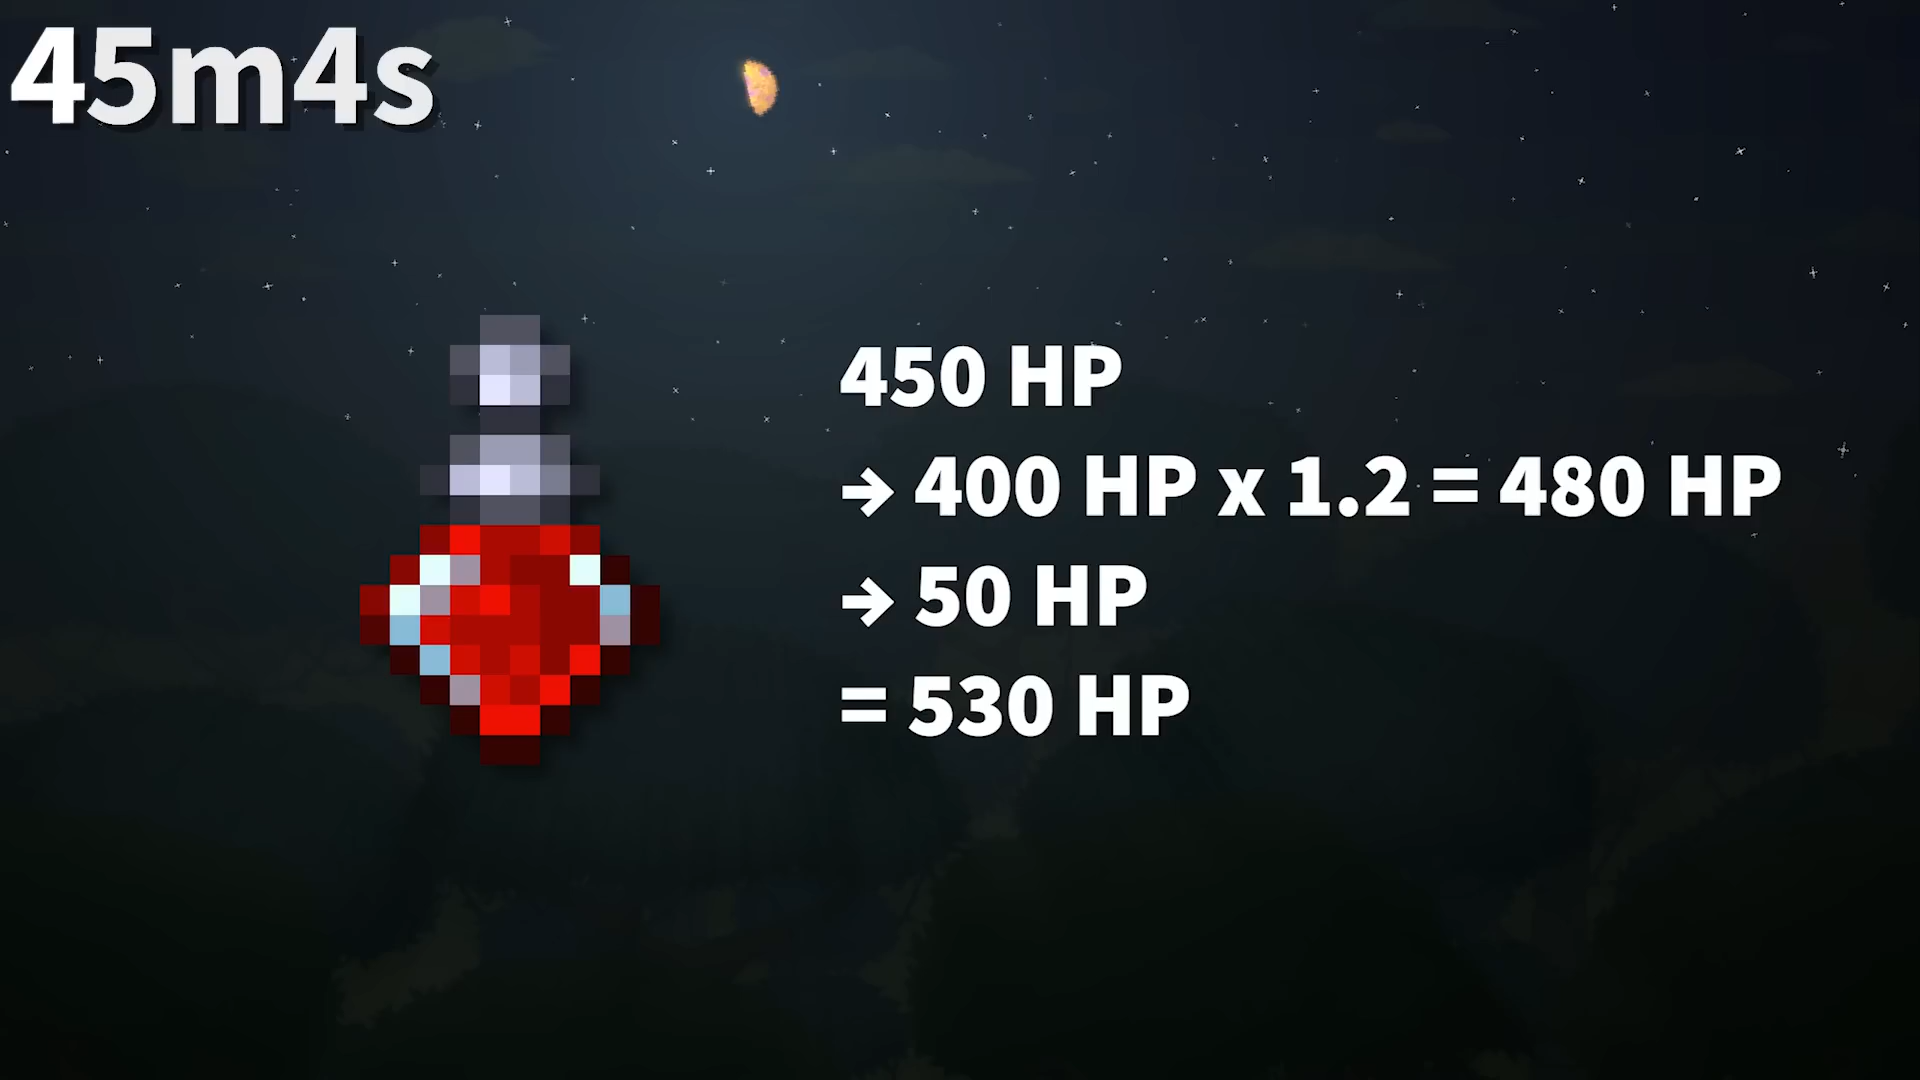 45m4s
450 HP
→ 400 HP x 1.2 = 480 HP
→ 50 HP
= 530 HP